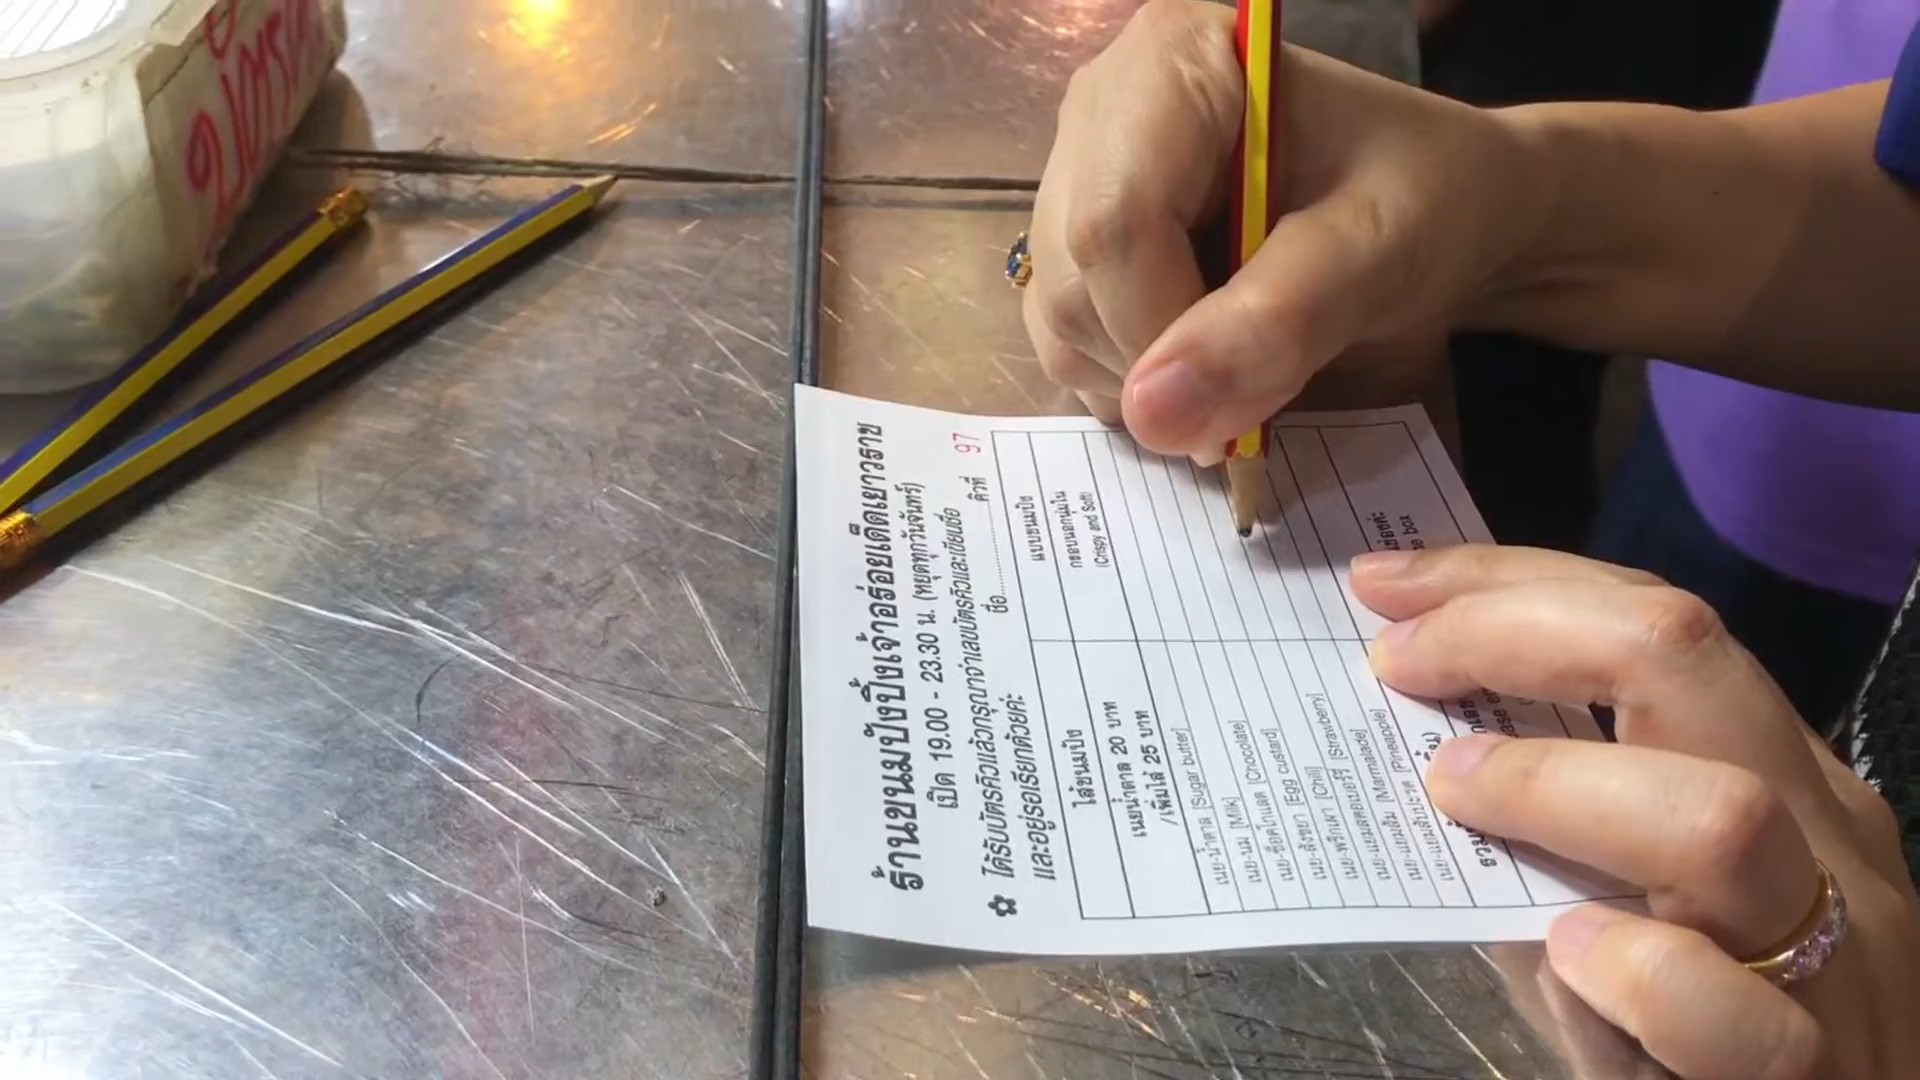 ร้านขนมปังปิ้งเจ้าอร่อยเด็ดเยาวราช
เปิด 19.00 - 23.30 น. (หยุดทุกวันจันทร์)
✿ ได้รับบัตรคิวแล้วกรุณาจำเลขบัตรคิวและเขียนชื่อ
และอยู่รอเรียกด้วยค่ะ ชื่อ.................คิวที่ 97
ไส้ขนมปัง แบบขนมปัง
เนยน้ำตาล 20 บาท กรอบนอกนุ่มใน
/เพิ่มไส้ 25 บาท (Crispy and Soft)
เนย-น้ำตาล [Sugar butter]
เนย-นม [Milk]
เนย-ช็อคโกแลต [Chocolate]
เนย-สังขยา [Egg custard]
เนย-พริกเผา [Chili]
เนย-แยมสตอเบอร์รี่ [Strawberry]
เนย-แยมส้ม [Marmalade]
เนย-แยมสับปะรด [Pineapple]
box